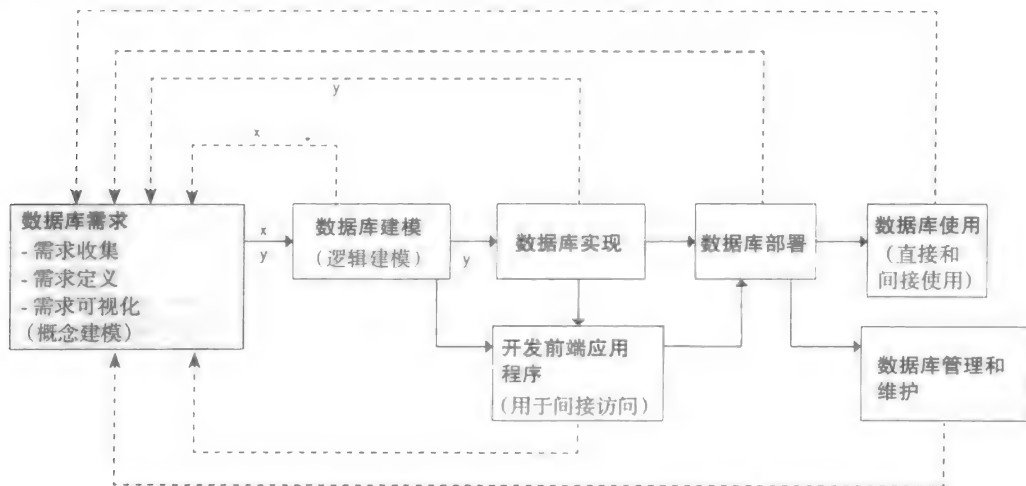 y
x
数据库需求
- 需求收集
- 需求定义
- 需求可视化
（概念建模）
x
y
数据库建模
（逻辑建模）
y
数据库实现
数据库部署
数据库使用
（直接和
间接使用）
开发前端应用
程序
（用于间接访问）
数据库管理和
维护